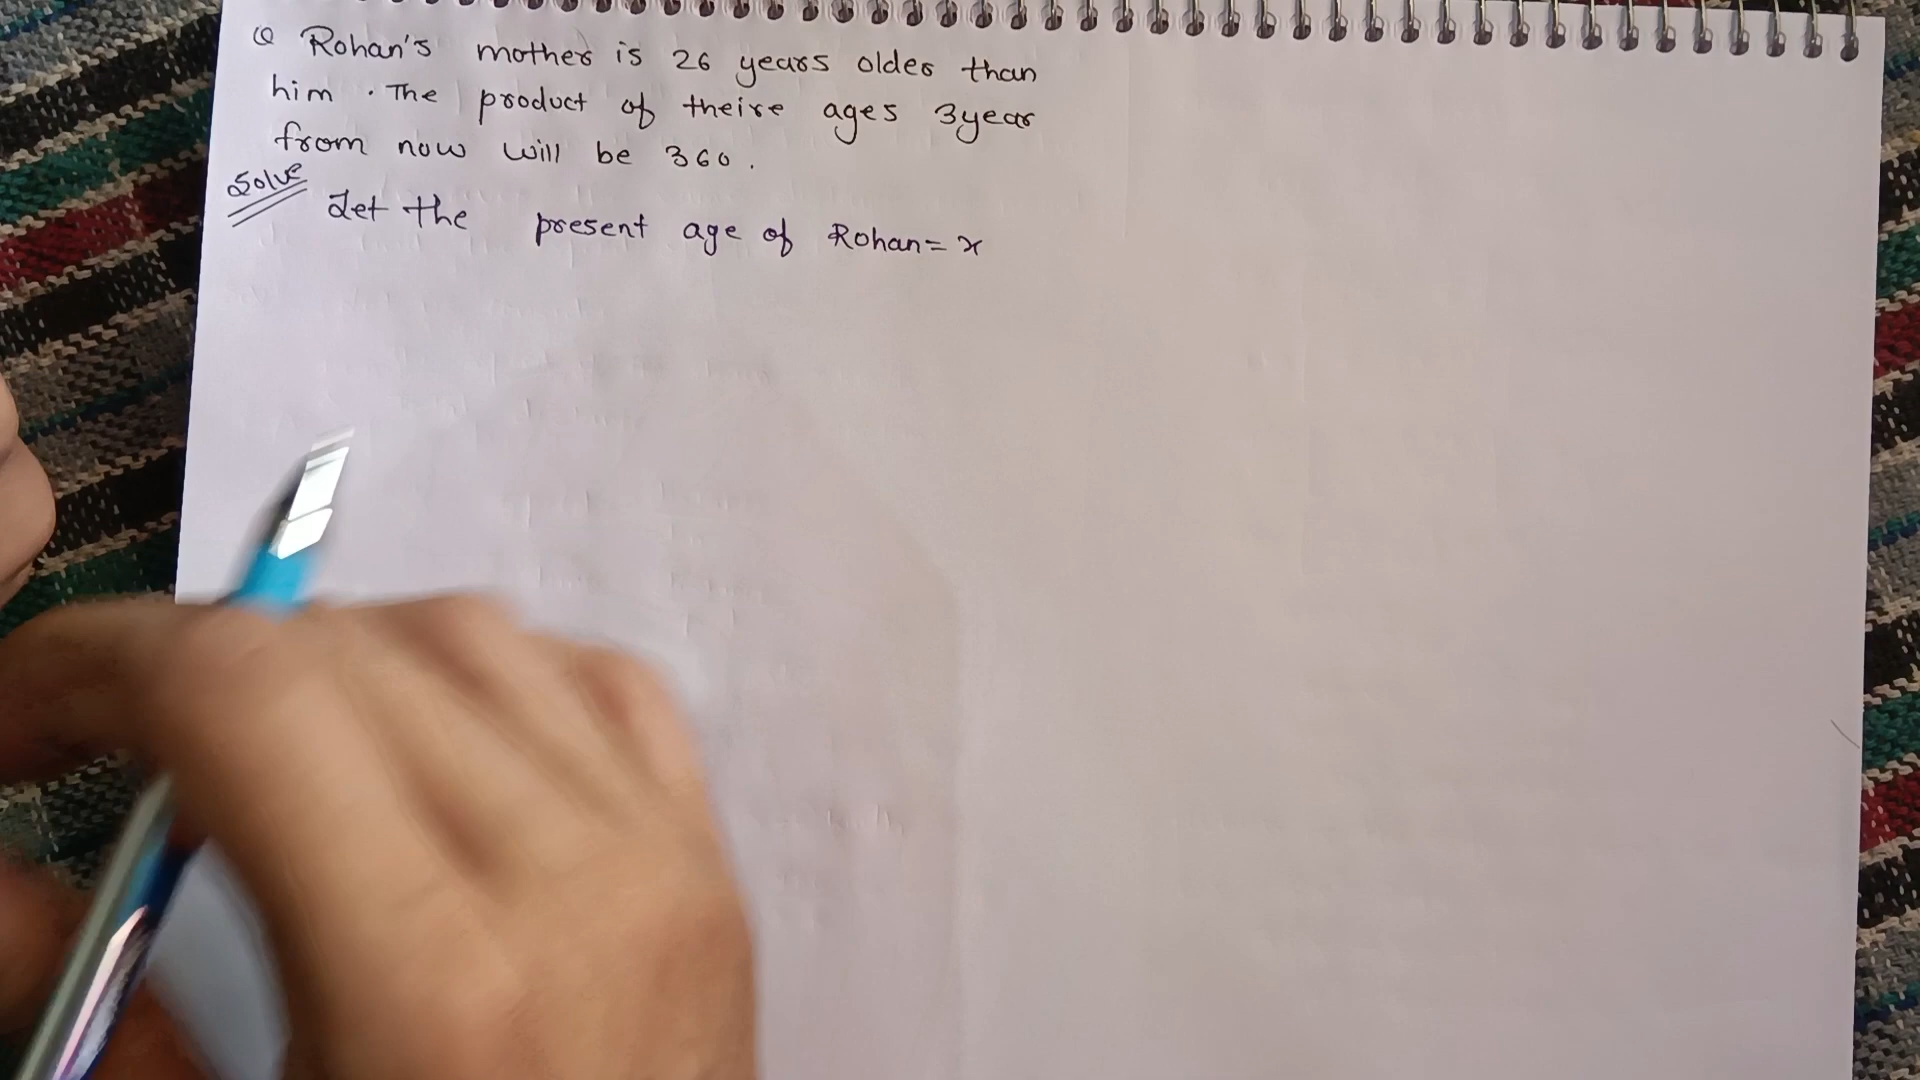 Q Rohan's mother is 26 years older than
him . The product of theire ages 3year
from now will be 360.
Solve
Let the present age of Rohan = x